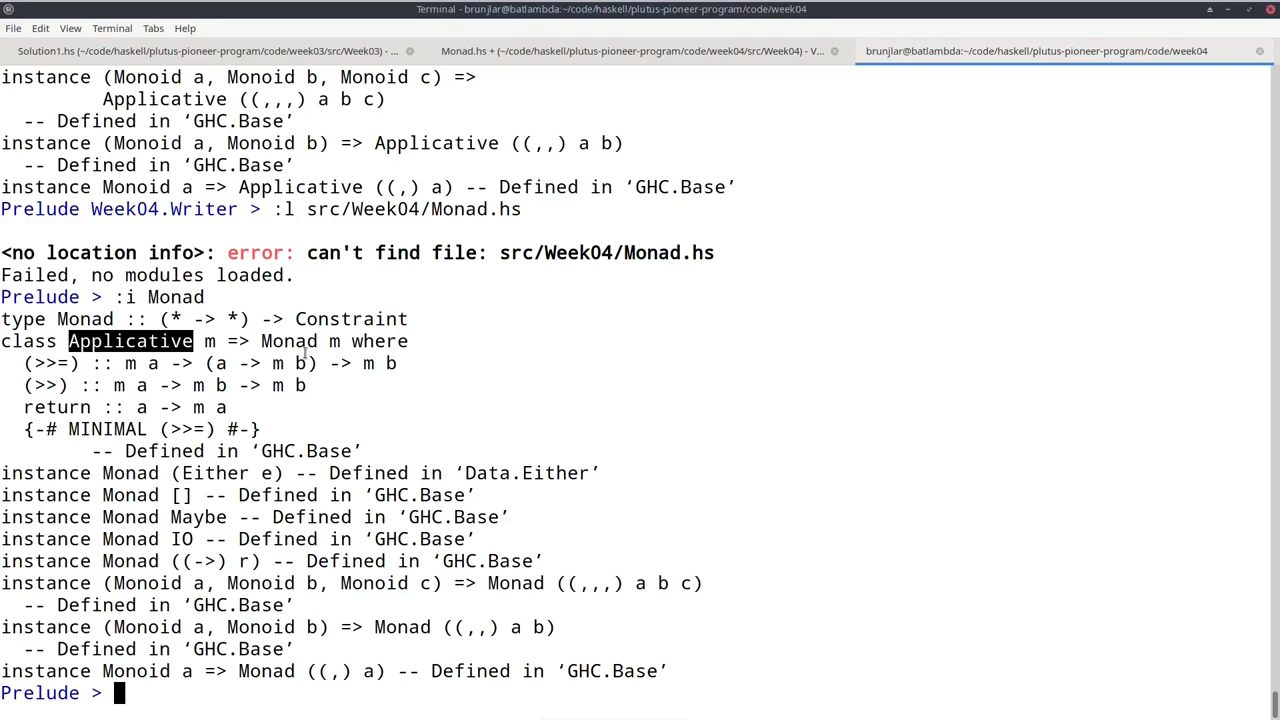 Terminal - brunjlar@batlambda:~/code/haskell/plutus-pioneer-program/code/week04
File Edit View Terminal Tabs Help
Solution1.hs (~/code/haskell/plutus-pioneer-program/code/week03/src/Week03) - ...
Monad.hs + (~/code/haskell/plutus-pioneer-program/code/week04/src/Week04) - V...
brunjlar@batlambda:~/code/haskell/plutus-pioneer-program/code/week04
instance (Monoid a, Monoid b, Monoid c) =>
         Applicative ((,,,) a b c)
  -- Defined in ‘GHC.Base’
instance (Monoid a, Monoid b) => Applicative ((,,) a b)
  -- Defined in ‘GHC.Base’
instance Monoid a => Applicative ((,) a) -- Defined in ‘GHC.Base’
Prelude Week04.Writer > :l src/Week04/Monad.hs
<no location info>: error: can't find file: src/Week04/Monad.hs
Failed, no modules loaded.
Prelude > :i Monad
type Monad :: (* -> *) -> Constraint
class Applicative m => Monad m where
  (>>=) :: m a -> (a -> m b) -> m b
  (>>) :: m a -> m b -> m b
  return :: a -> m a
  {-# MINIMAL (>>=) #-}
        -- Defined in ‘GHC.Base’
instance Monad (Either e) -- Defined in ‘Data.Either’
instance Monad [] -- Defined in ‘GHC.Base’
instance Monad Maybe -- Defined in ‘GHC.Base’
instance Monad IO -- Defined in ‘GHC.Base’
instance Monad ((->) r) -- Defined in ‘GHC.Base’
instance (Monoid a, Monoid b, Monoid c) => Monad ((,,,) a b c)
  -- Defined in ‘GHC.Base’
instance (Monoid a, Monoid b) => Monad ((,,) a b)
  -- Defined in ‘GHC.Base’
instance Monoid a => Monad ((,) a) -- Defined in ‘GHC.Base’
Prelude >